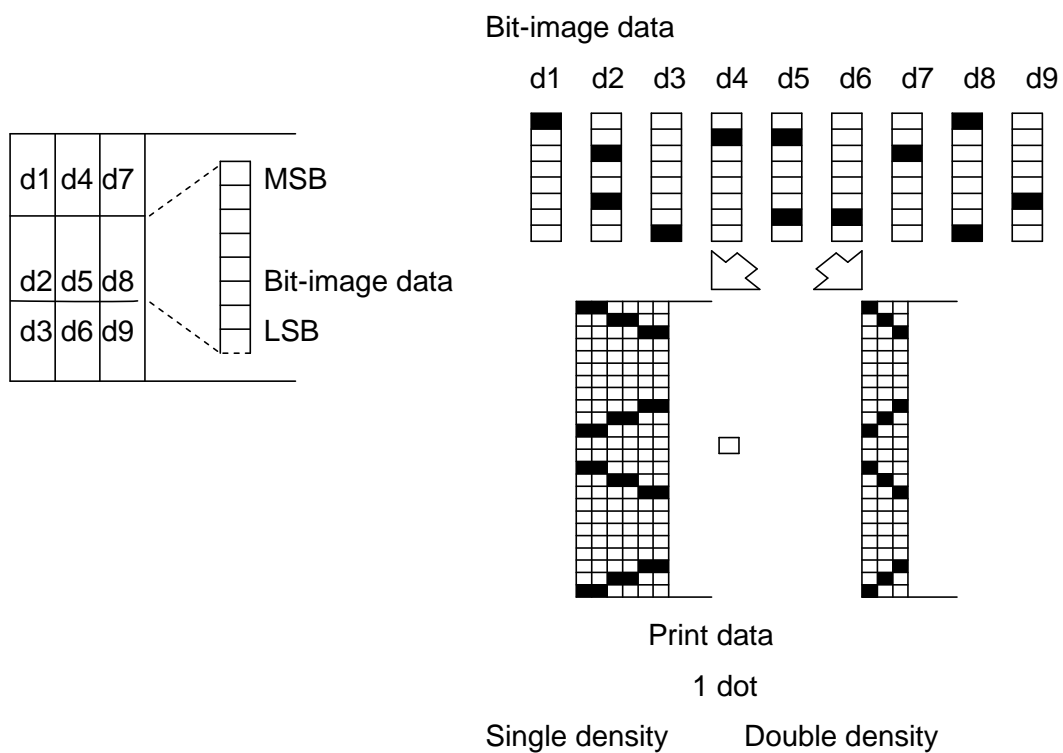 Bit-image data
d1 d2 d3 d4 d5 d6 d7 d8 d9
d1 d4 d7
MSB
d2 d5 d8
Bit-image data
d3 d6 d9
LSB
Print data
1 dot
Single density
Double density